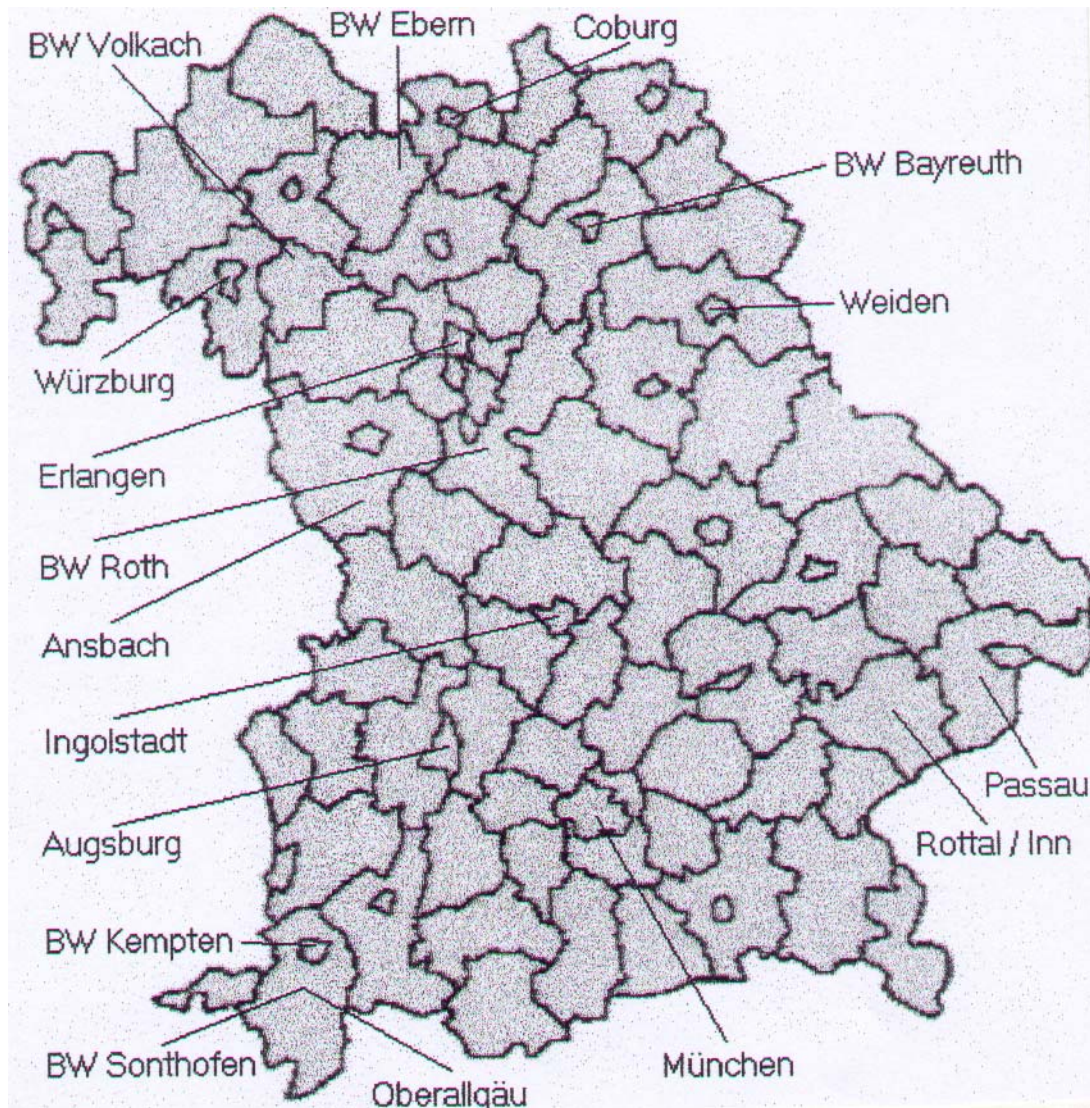 BW Ebern
Coburg
BW Volkach
BW Bayreuth
Weiden
Würzburg
Erlangen
BW Roth
Ansbach
Ingolstadt
Passau
Augsburg
Rottal / Inn
BW Kempten
BW Sonthofen
München
Oberallgäu